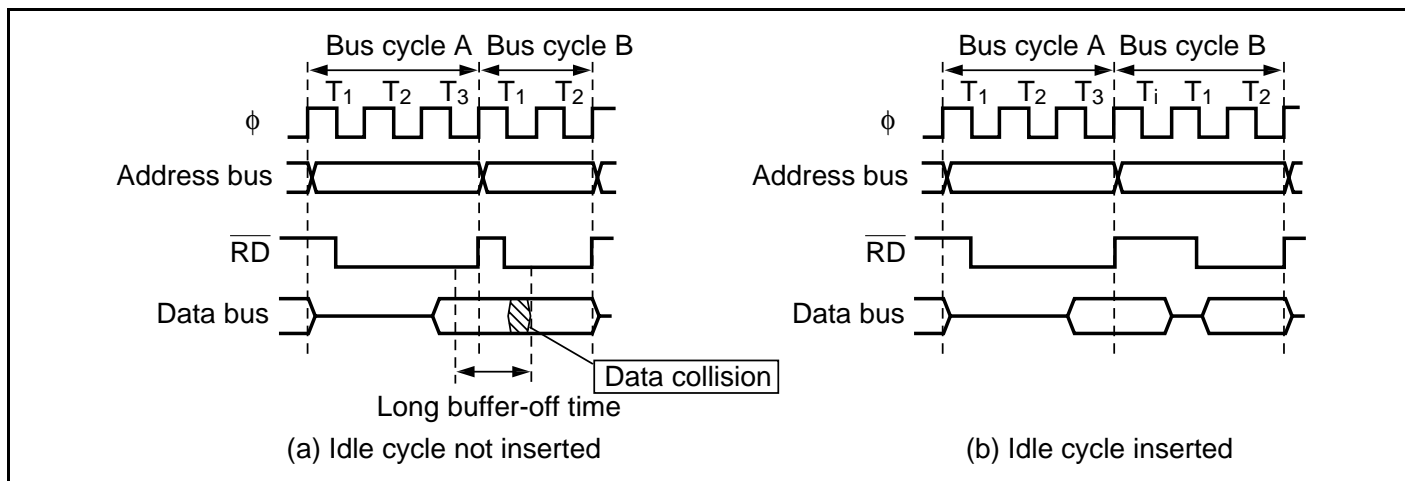 Bus cycle A Bus cycle B
T1 T2 T3 T1 T2
ϕ
Address bus
RD
Data bus
Data collision
Long buffer-off time
(a) Idle cycle not inserted
Bus cycle A Bus cycle B
T1 T2 T3 Ti T1 T2
ϕ
Address bus
RD
Data bus
(b) Idle cycle inserted